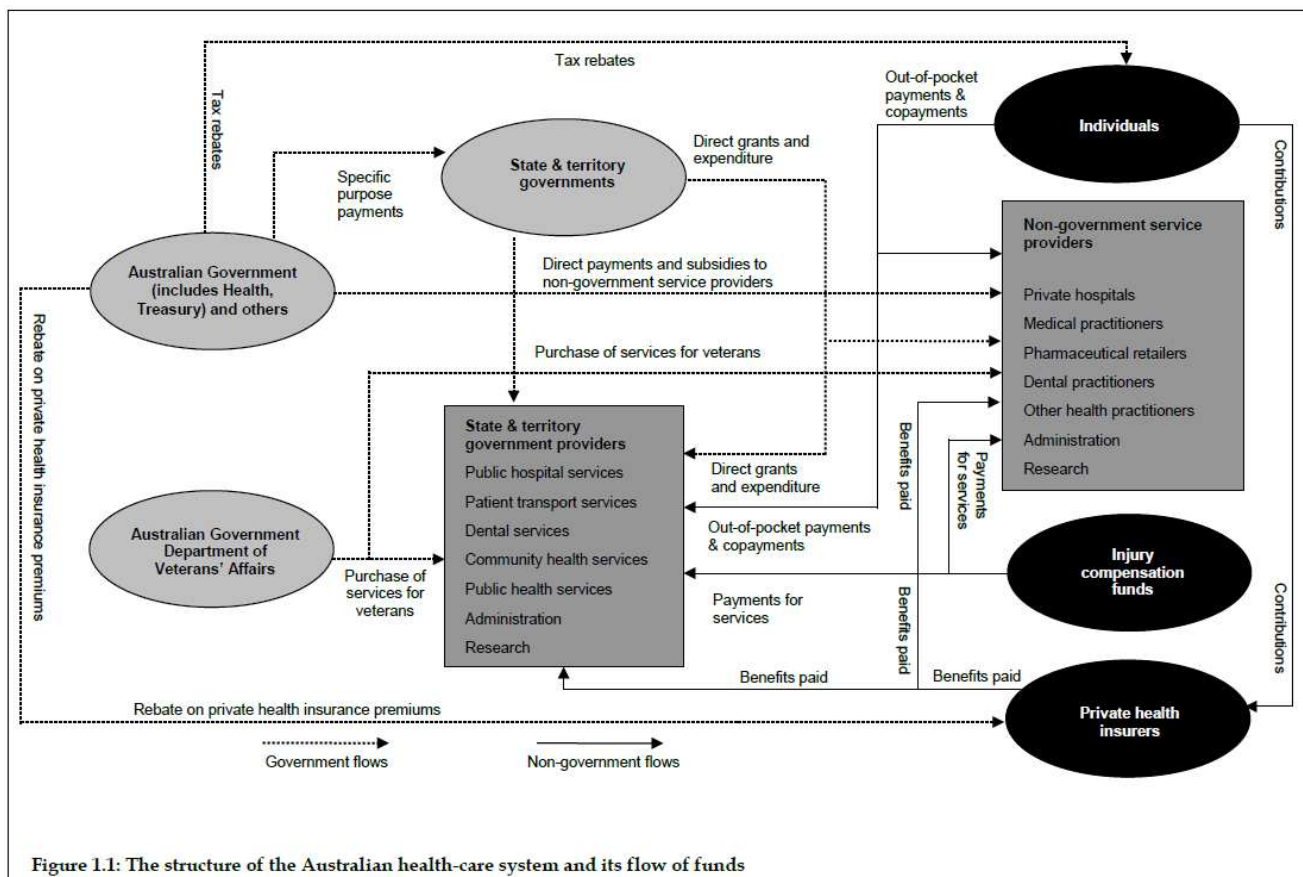 Tax rebates
Tax rebates
Out-of-pocket
payments &
copayments
Individuals
Contributions
State & territory
governments
Direct grants and
expenditure
Specific
purpose
payments
Australian Government
(includes Health,
Treasury) and others
Direct payments and subsidies to
non-government service providers
Non-government service
providers
Private hospitals
Medical practitioners
Pharmaceutical retailers
Dental practitioners
Other health practitioners
Administration
Research
Rebate on private health insurance premiums
Purchase of services for veterans
State & territory
government providers
Public hospital services
Patient transport services
Dental services
Community health services
Public health services
Administration
Research
Direct grants
and expenditure
Benefits paid
Payments
for services
Australian Government
Department of
Veterans' Affairs
Purchase of
services for
veterans
Out-of-pocket payments
& copayments
Injury
compensation
funds
Payments for
services
Benefits paid
Contributions
Benefits paid
Benefits paid
Private health
insurers
Rebate on private health insurance premiums
Government flows
Non-government flows
Figure 1.1: The structure of the Australian health-care system and its flow of funds